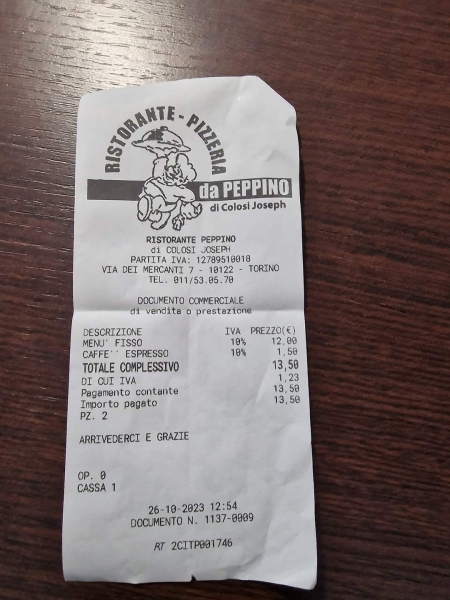 RISTORANTE - PIZZERIA
da PEPPINO
di Colosi Joseph
RISTORANTE PEPPINO
di COLOSI JOSEPH
PARTITA IVA: 12789510018
VIA DEI MERCANTI 7 - 10122 - TORINO
TEL. 011/53.05.70
DOCUMENTO COMMERCIALE
di vendita o prestazione
DESCRIZIONE IVA PREZZO(€)
MENU' FISSO 10% 12,00
CAFFE'' ESPRESSO 10% 1,50
TOTALE COMPLESSIVO 13,50
DI CUI IVA 1,23
Pagamento contante 13,50
Importo pagato 13,50
PZ. 2
ARRIVEDERCI E GRAZIE
OP. 0
CASSA 1
26-10-2023 12:54
DOCUMENTO N. 1137-0009
RT 2CITP001746